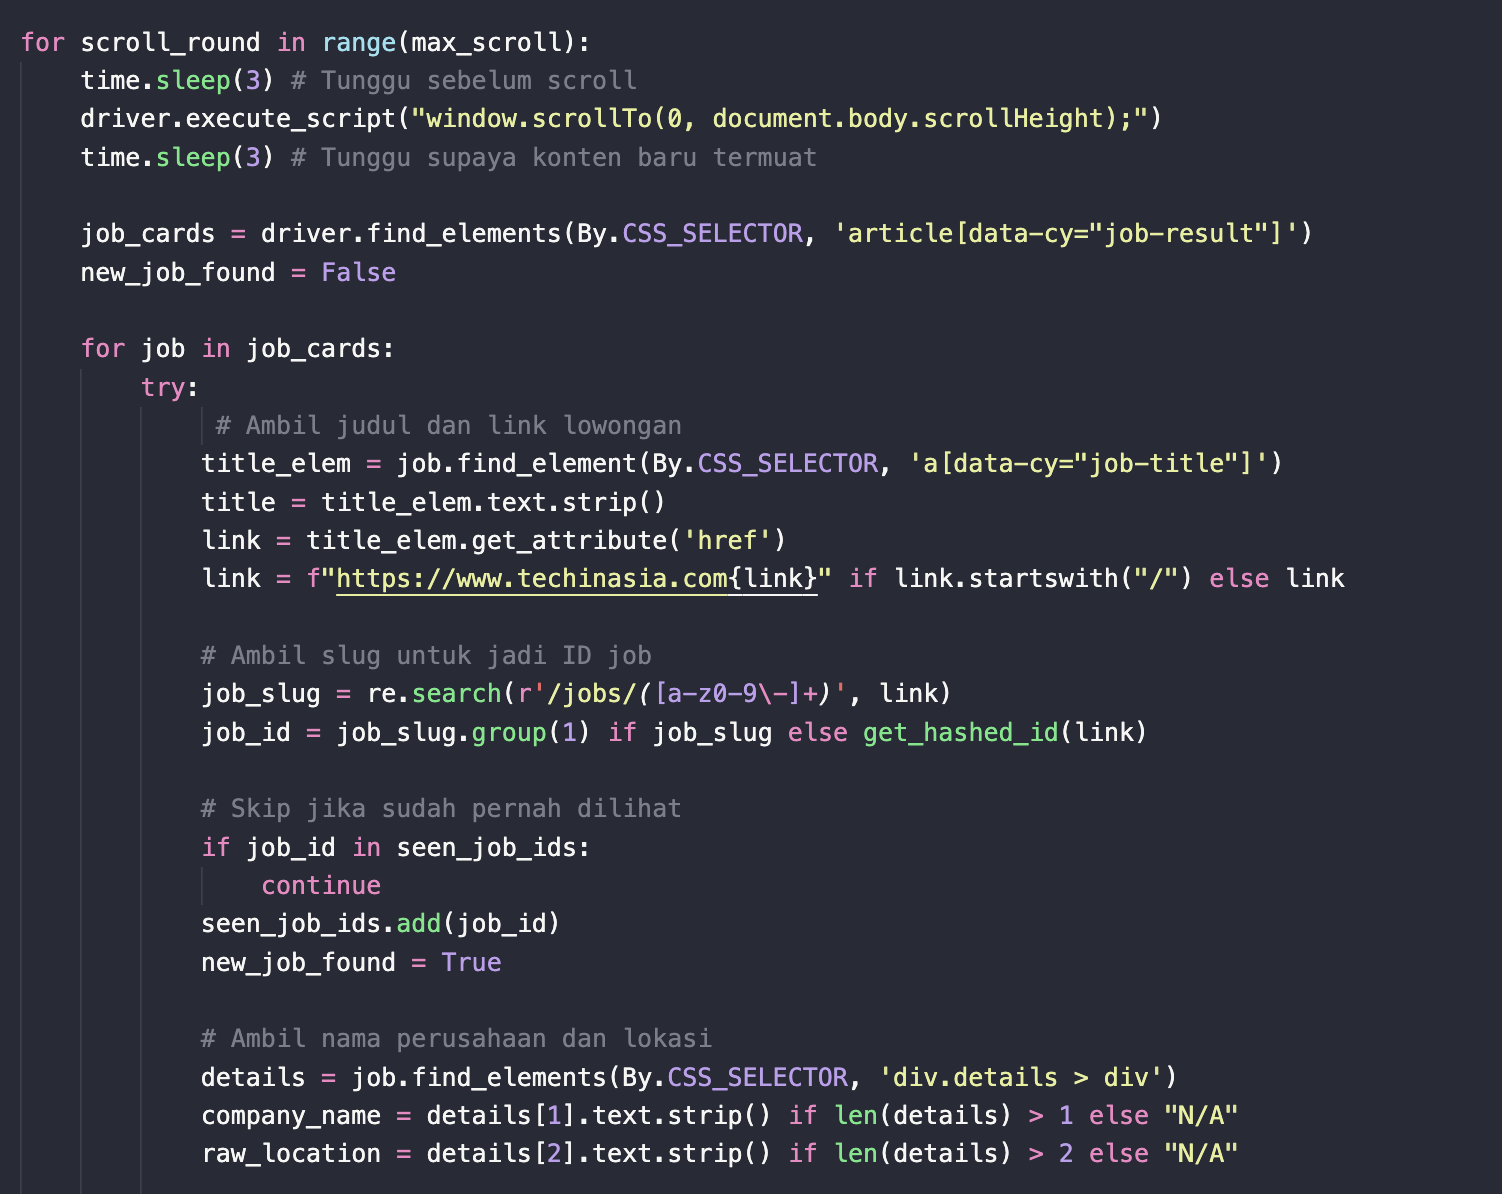 for scroll_round in range(max_scroll):
    time.sleep(3) # Tunggu sebelum scroll
    driver.execute_script("window.scrollTo(0, document.body.scrollHeight);")
    time.sleep(3) # Tunggu supaya konten baru termuat

    job_cards = driver.find_elements(By.CSS_SELECTOR, 'article[data-cy="job-result"]')
    new_job_found = False

    for job in job_cards:
        try:
             # Ambil judul dan link lowongan
            title_elem = job.find_element(By.CSS_SELECTOR, 'a[data-cy="job-title"]')
            title = title_elem.text.strip()
            link = title_elem.get_attribute('href')
            link = f"https://www.techinasia.com{link}" if link.startswith("/") else link

            # Ambil slug untuk jadi ID job
            job_slug = re.search(r'/jobs/([a-z0-9\-]+)', link)
            job_id = job_slug.group(1) if job_slug else get_hashed_id(link)

            # Skip jika sudah pernah dilihat
            if job_id in seen_job_ids:
                continue
            seen_job_ids.add(job_id)
            new_job_found = True

            # Ambil nama perusahaan dan lokasi
            details = job.find_elements(By.CSS_SELECTOR, 'div.details > div')
            company_name = details[1].text.strip() if len(details) > 1 else "N/A"
            raw_location = details[2].text.strip() if len(details) > 2 else "N/A"